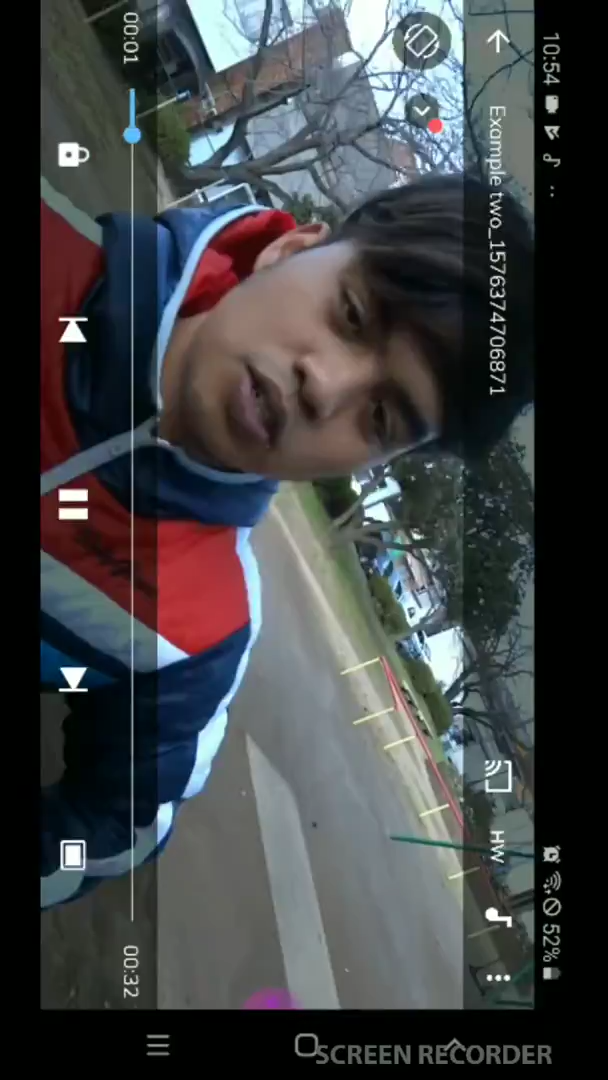 10:54
52%
Example two_1576374706871
HW
00:01
00:32
SCREEN RECORDER